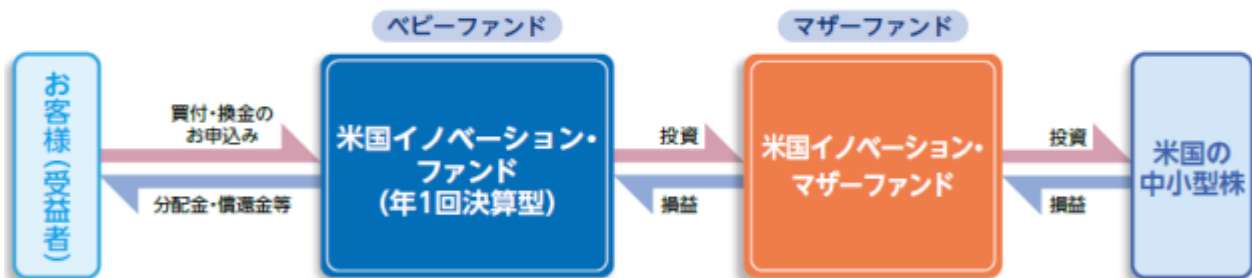 ベビーファンド
マザーファンド
お客様(受益者)
買付・換金の
お申込み
分配金・償還金等
米国イノベーション・
ファンド
(年1回決算型)
投資
損益
米国イノベーション・
マザーファンド
投資
損益
米国の
中小型株